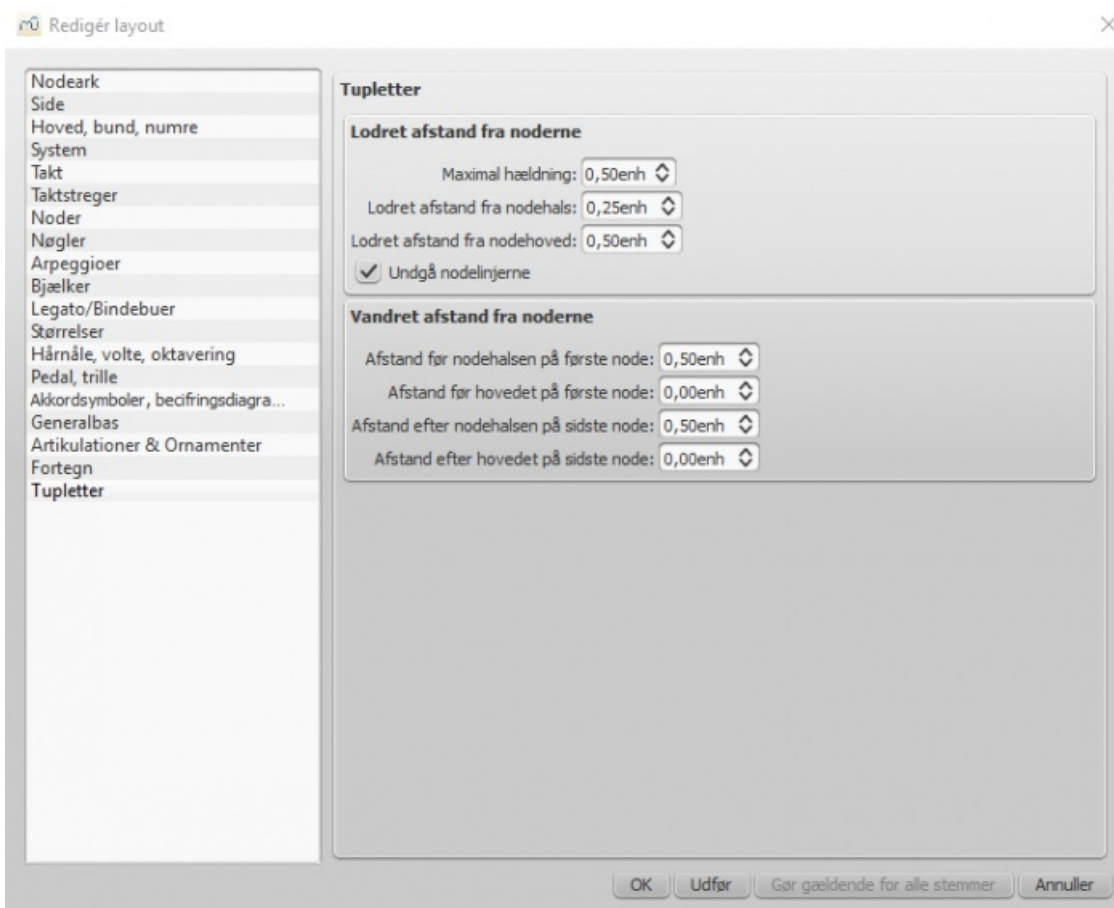 mû Redigér layout
Nodeark
Side
Hoved, bund, numre
System
Takt
Taktstreger
Noder
Nøgler
Arpeggioer
Bjælker
Legato/Bindebuer
Størrelser
Hårnåle, volte, oktavering
Pedal, trille
Akkordsymboler, becifringsdiagra...
Generalbas
Artikulationer & Ornamenter
Fortegn
Tupletter
Tupletter
Lodret afstand fra noderne
Maximal hældning: 0,50enh
Lodret afstand fra nodehals: 0,25enh
Lodret afstand fra nodehoved: 0,50enh
Undgå nodelinjerne
Vandret afstand fra noderne
Afstand før nodehalsen på første node: 0,50enh
Afstand før hovedet på første node: 0,00enh
Afstand efter nodehalsen på sidste node: 0,50enh
Afstand efter hovedet på sidste node: 0,00enh
OK Udfør Gør gældende for alle stemmer Annuller